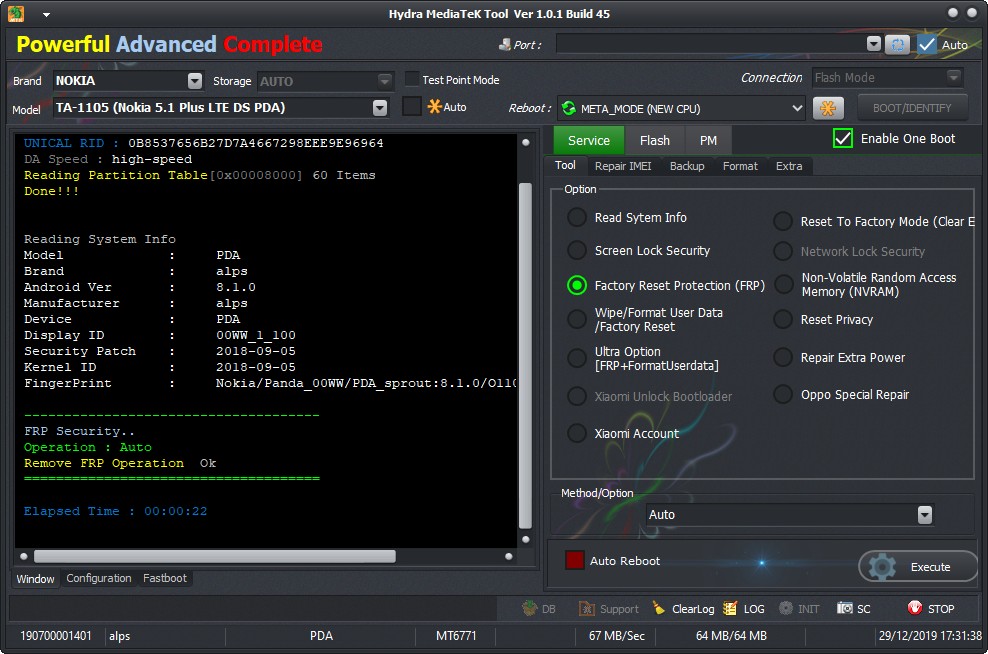 Hydra MediaTeK Tool Ver 1.0.1 Build 45
Powerful Advanced Complete
Port :
Auto
Brand NOKIA Storage AUTO Test Point Mode Connection Flash Mode
Model TA-1105 (Nokia 5.1 Plus LTE DS PDA) Auto Reboot : META_MODE (NEW CPU) BOOT/IDENTIFY
UNICAL RID : 0B8537656B27D7A4667298EEE9E96964
DA Speed : high-speed
Reading Partition Table[0x00008000] 60 Items
Done!!!
Reading System Info
Model : PDA
Brand : alps
Android Ver : 8.1.0
Manufacturer : alps
Device : PDA
Display ID : 00WW_1_100
Security Patch : 2018-09-05
Kernel ID : 2018-09-05
FingerPrint : Nokia/Panda_00WW/PDA_sprout:8.1.0/O110
-------------------------------------
FRP Security..
Operation : Auto
Remove FRP Operation Ok
=====================================
Elapsed Time : 00:00:22
Window Configuration Fastboot
Service Flash PM Enable One Boot
Tool Repair IMEI Backup Format Extra
Option
Read Sytem Info
Screen Lock Security
Factory Reset Protection (FRP)
Wipe/Format User Data
/Factory Reset
Ultra Option
[FRP+FormatUserdata]
Xiaomi Unlock Bootloader
Xiaomi Account
Reset To Factory Mode (Clear E
Network Lock Security
Non-Volatile Random Access
Memory (NVRAM)
Reset Privacy
Repair Extra Power
Oppo Special Repair
Method/Option
Auto
Auto Reboot Execute
DB Support ClearLog LOG INIT SC STOP
190700001401 alps PDA MT6771 67 MB/Sec 64 MB/64 MB 29/12/2019 17:31:38